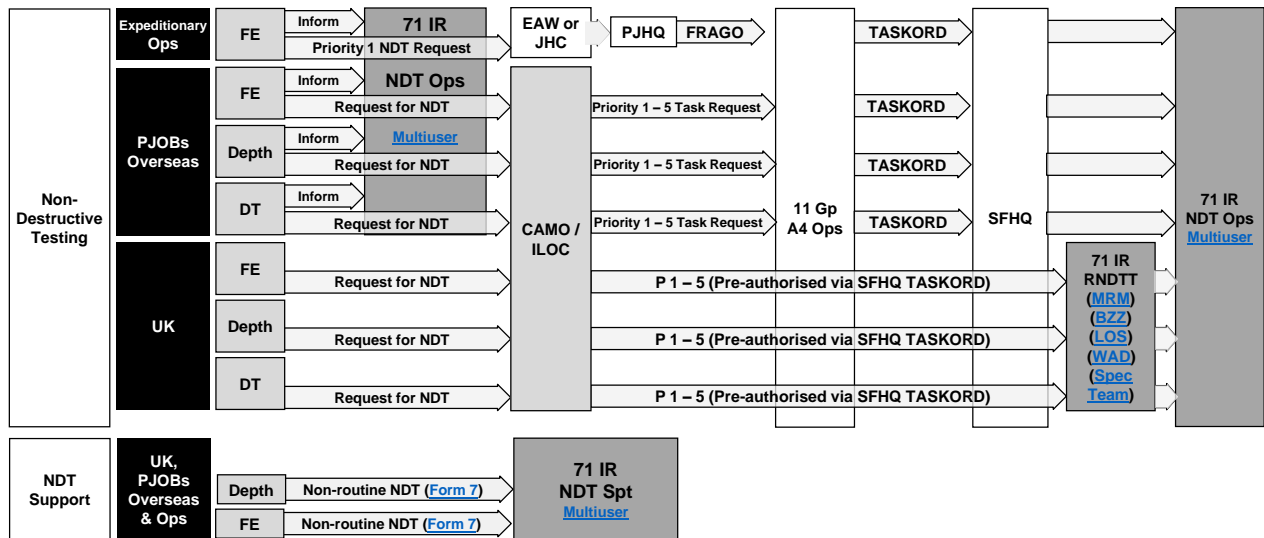 Non-
Destructive
Testing
Expeditionary
Ops
FE
Inform
Priority 1 NDT Request
71 IR
NDT Ops
Multiuser
EAW or
JHC
PJHQ
FRAGO
TASKORD
PJOBs
Overseas
FE
Inform
Request for NDT
Priority 1 – 5 Task Request
TASKORD
Depth
Inform
Request for NDT
Priority 1 – 5 Task Request
TASKORD
DT
Inform
Request for NDT
Priority 1 – 5 Task Request
TASKORD
CAMO /
ILOC
11 Gp
A4 Ops
SFHQ
71 IR
NDT Ops
Multiuser
UK
FE
Request for NDT
P 1 – 5 (Pre-authorised via SFHQ TASKORD)
Depth
Request for NDT
P 1 – 5 (Pre-authorised via SFHQ TASKORD)
DT
Request for NDT
P 1 – 5 (Pre-authorised via SFHQ TASKORD)
71 IR
RNDTT
(MRM)
(BZZ)
(LOS)
(WAD)
(Spec
Team)
NDT
Support
UK,
PJOBs
Overseas
& Ops
Depth
Non-routine NDT (Form 7)
FE
Non-routine NDT (Form 7)
71 IR
NDT Spt
Multiuser